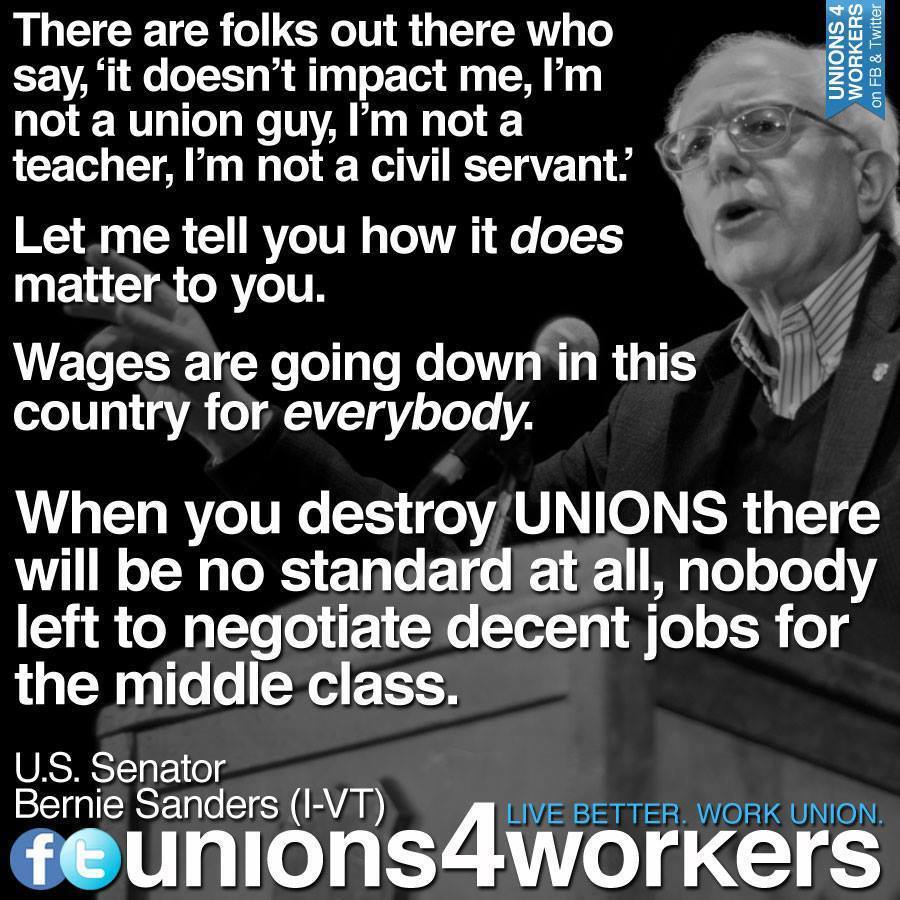 There are folks out there who
say, ‘it doesn’t impact me, I’m
not a union guy, I’m not a
teacher, I’m not a civil servant.’
Let me tell you how it does
matter to you.
Wages are going down in this
country for everybody.
When you destroy UNIONS there
will be no standard at all, nobody
left to negotiate decent jobs for
the middle class.
U.S. Senator
Bernie Sanders (I-VT)
LIVE BETTER. WORK UNION.
f t unions4workers
UNIONS 4
WORKERS
on FB & Twitter